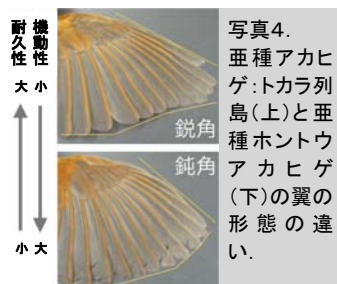 耐久性 機動性
大 小
小 大
鋭角
鈍角
写真4.
亜種アカヒ
ゲ:トカラ列
島(上)と亜
種ホントウ
アカヒゲ
(下)の翼の
形態の違
い.